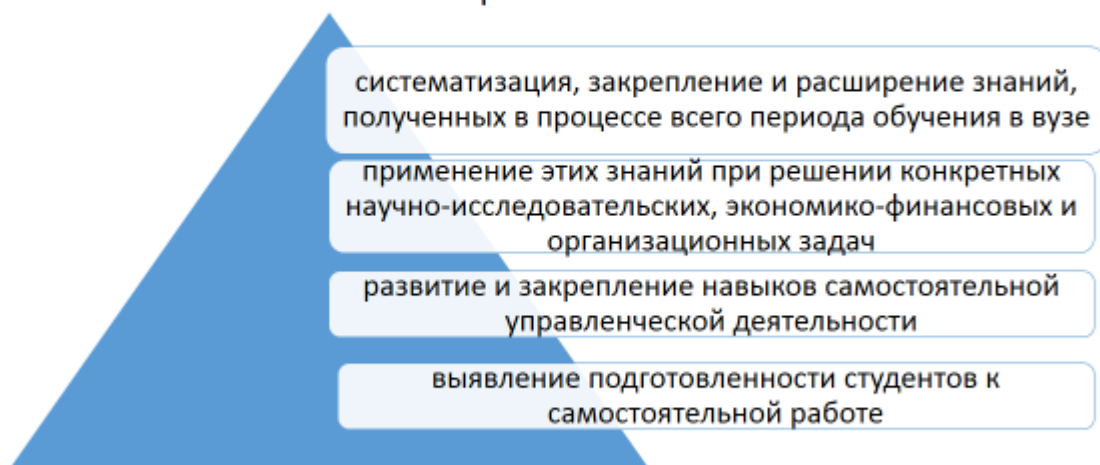 систематизация, закрепление и расширение знаний,
полученных в процессе всего периода обучения в вузе
применение этих знаний при решении конкретных
научно-исследовательских, экономико-финансовых и
организационных задач
развитие и закрепление навыков самостоятельной
управленческой деятельности
выявление подготовленности студентов к
самостоятельной работе